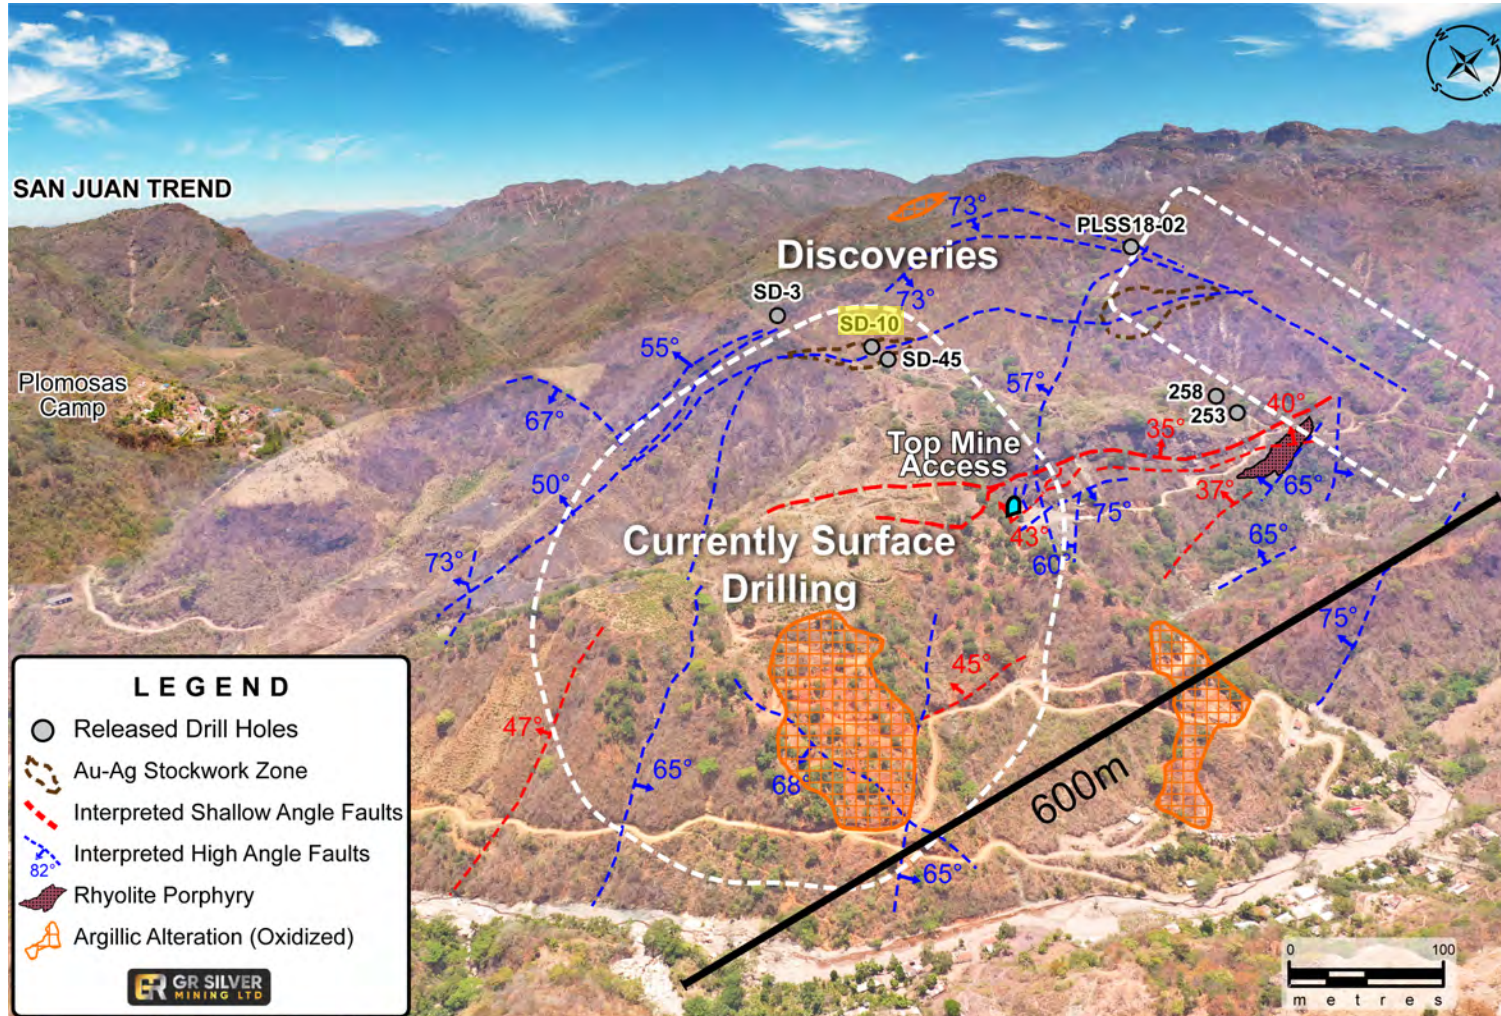 W
N
S
E
SAN JUAN TREND
73°
PLSS18-02
Discoveries
73°
SD-3
SD-10
SD-45
55°
57°
Plomosas
Camp
67°
258
253
40°
35°
Top Mine
Access
50°
37°
65°
75°
43°
Currently Surface
Drilling
60°
65°
73°
75°
45°
47°
65°
68°
600m
65°
LEGEND
Released Drill Holes
Au-Ag Stockwork Zone
Interpreted Shallow Angle Faults
Interpreted High Angle Faults
82°
Rhyolite Porphyry
Argillic Alteration (Oxidized)
GR SILVER
MINING LTD
0 100
metres